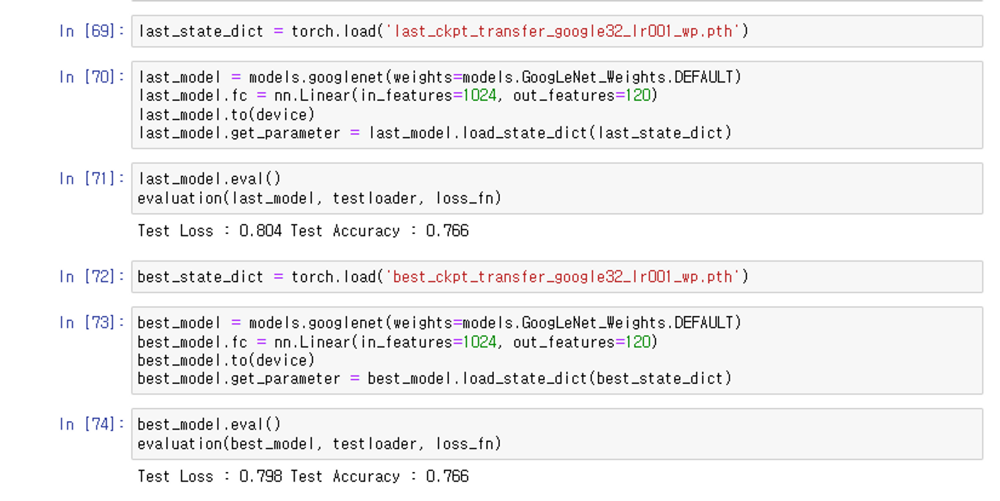 In [69]: last_state_dict = torch.load('last_ckpt_transfer_google32_lr001_wp.pth')
In [70]: last_model = models.googlenet(weights=models.GoogLeNet_Weights.DEFAULT)
last_model.fc = nn.Linear(in_features=1024, out_features=120)
last_model.to(device)
last_model.get_parameter = last_model.load_state_dict(last_state_dict)
In [71]: last_model.eval()
evaluation(last_model, testloader, loss_fn)
Test Loss : 0.804 Test Accuracy : 0.766
In [72]: best_state_dict = torch.load('best_ckpt_transfer_google32_lr001_wp.pth')
In [73]: best_model = models.googlenet(weights=models.GoogLeNet_Weights.DEFAULT)
best_model.fc = nn.Linear(in_features=1024, out_features=120)
best_model.to(device)
best_model.get_parameter = best_model.load_state_dict(best_state_dict)
In [74]: best_model.eval()
evaluation(best_model, testloader, loss_fn)
Test Loss : 0.798 Test Accuracy : 0.766